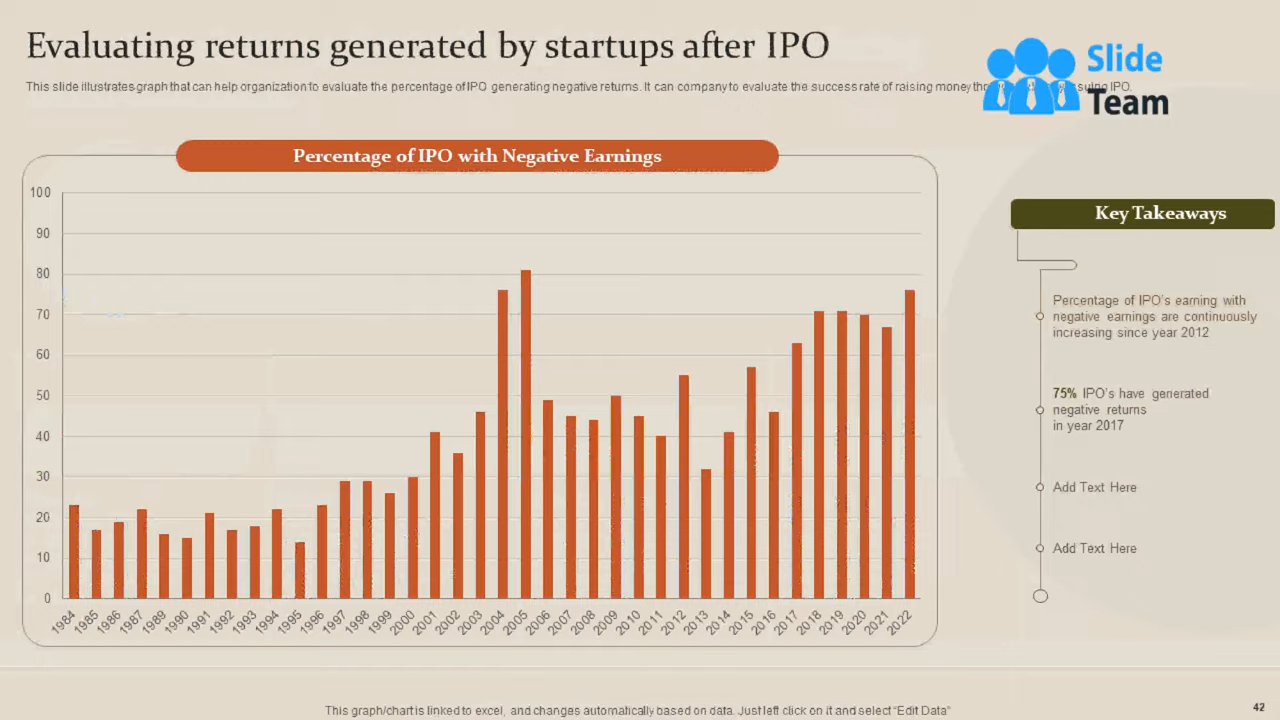 Evaluating returns generated by startups after IPO
Slide
Team
This slide illustrates graph that can help organization to evaluate the percentage of IPO generating negative returns. It can company to evaluate the success rate of raising money IPO.
Percentage of IPO with Negative Earnings
100
90
80
70
60
50
40
30
20
10
0
1984 1985 1986 1987 1989 1990 1991 1992 1993 1994 1995 1996 1997 1998 1999 2000 2001 2002 2003 2004 2005 2006 2007 2008 2009 2010 2011 2012 2013 2014 2015 2016 2017 2018 2019 2020 2021 2022
Key Takeaways
Percentage of IPO's earning with
negative earnings are continuously
increasing since year 2012
75% IPO's have generated
negative returns
in year 2017
Add Text Here
Add Text Here
This graph/chart is linked to excel, and changes automatically based on data. Just left click on it and select "Edit Data"
42